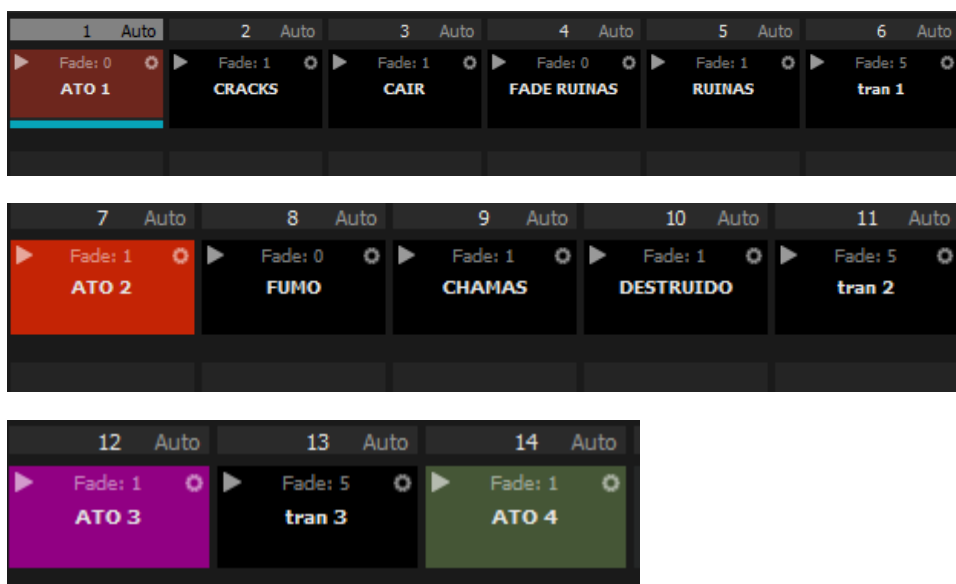 1 Auto 2 Auto 3 Auto 4 Auto 5 Auto 6 Auto
Fade: 0 Fade: 1 Fade: 1 Fade: 0 Fade: 1 Fade: 5
ATO 1 CRACKS CAIR FADE RUINAS RUINAS tran 1
7 Auto 8 Auto 9 Auto 10 Auto 11 Auto
Fade: 1 Fade: 0 Fade: 1 Fade: 1 Fade: 5
ATO 2 FUMO CHAMAS DESTRUIDO tran 2
12 Auto 13 Auto 14 Auto
Fade: 1 Fade: 5 Fade: 1
ATO 3 tran 3 ATO 4